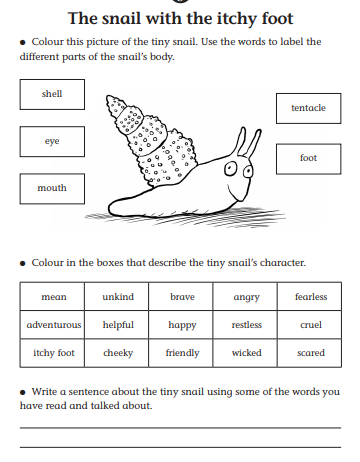 The snail with the itchy foot
● Colour this picture of the tiny snail. Use the words to label the
different parts of the snail's body.
shell
tentacle
eye
foot
mouth
● Colour in the boxes that describe the tiny snail's character.
mean unkind brave angry fearless
adventurous helpful happy restless cruel
itchy foot cheeky friendly wicked scared
● Write a sentence about the tiny snail using some of the words you
have read and talked about.